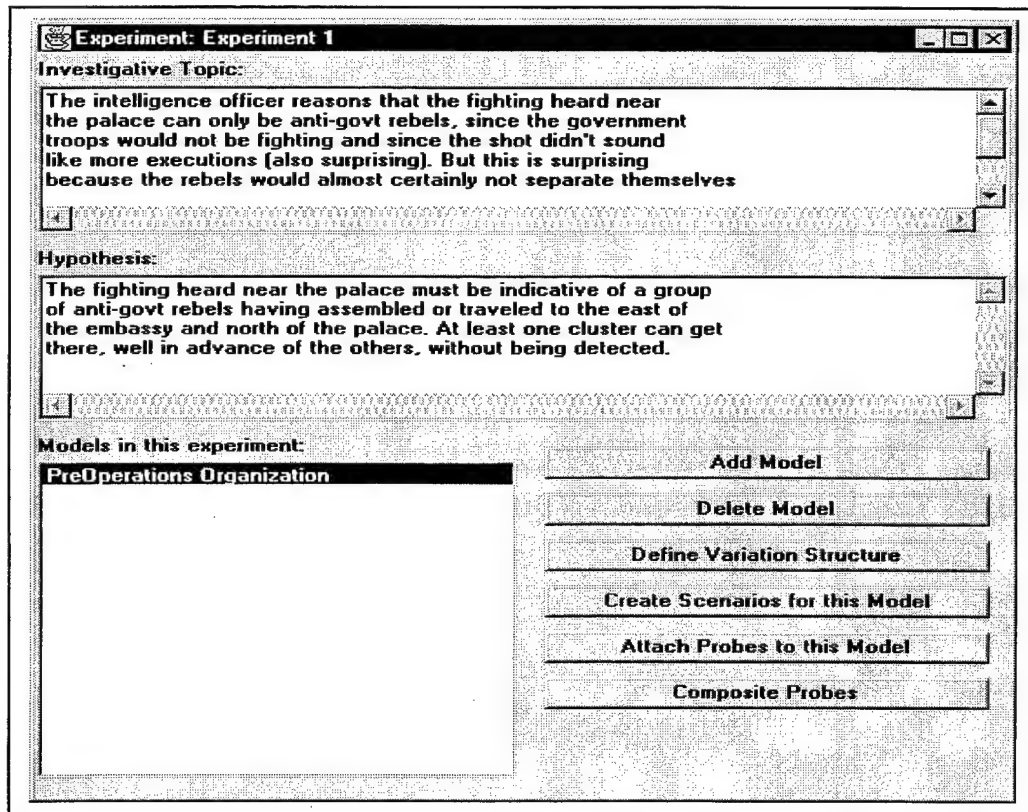 Experiment: Experiment 1
Investigative Topic:
The intelligence officer reasons that the fighting heard near
the palace can only be anti-govt rebels, since the government
troops would not be fighting and since the shot didn't sound
like more executions (also surprising). But this is surprising
because the rebels would almost certainly not separate themselves
Hypothesis:
The fighting heard near the palace must be indicative of a group
of anti-govt rebels having assembled or traveled to the east of
the embassy and north of the palace. At least one cluster can get
there, well in advance of the others, without being detected.
Models in this experiment:
PreOperations Organization
Add Model
Delete Model
Define Variation Structure
Create Scenarios for this Model
Attach Probes to this Model
Composite Probes